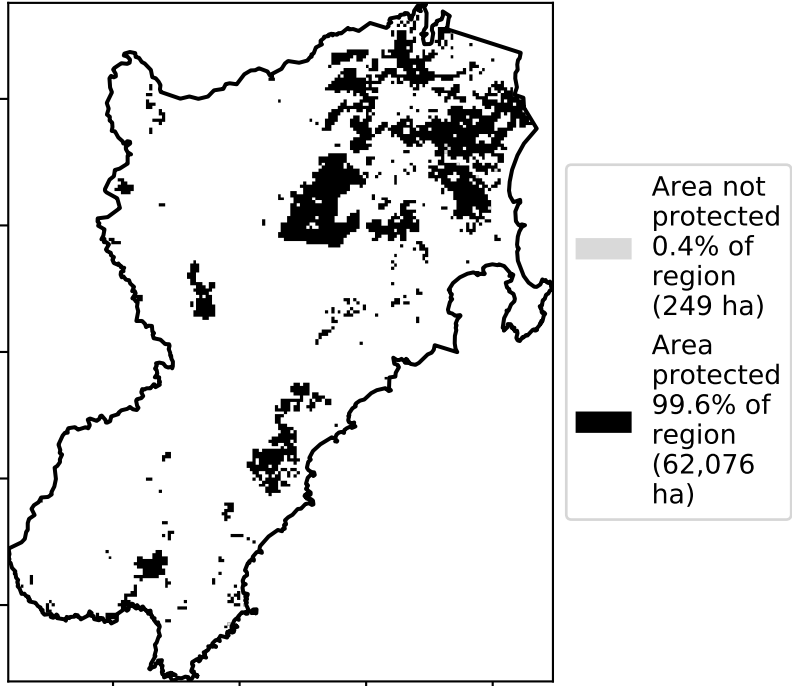 Area not
protected
0.4% of
region
(249 ha)
Area
protected
99.6% of
region
(62,076
ha)